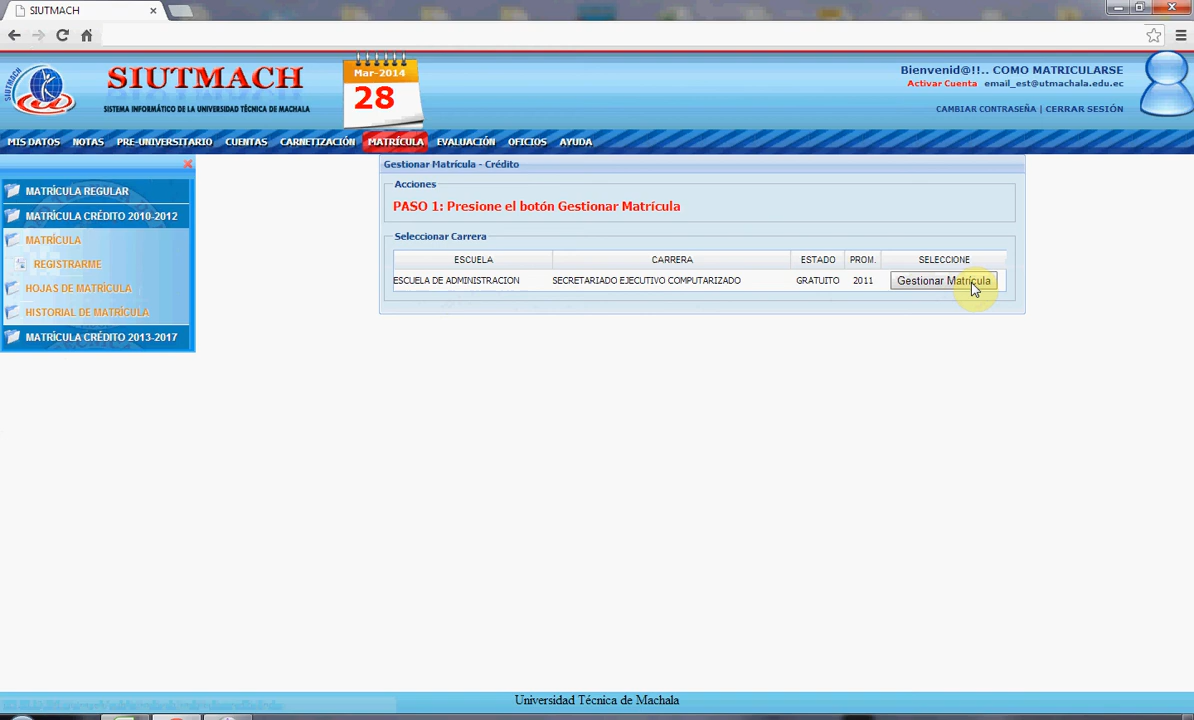 SIUTMACH
SIUTMACH
SISTEMA INFORMÁTICO DE LA UNIVERSIDAD TÉCNICA DE MACHALA
Mar-2014
28
Bienvenid@!!.. COMO MATRICULARSE
Activar Cuenta email_est@utmachala.edu.ec
CAMBIAR CONTRASEÑA | CERRAR SESIÓN
MIS DATOS NOTAS PRE-UNIVERSITARIO CUENTAS CARNETIZACIÓN MATRÍCULA EVALUACIÓN OFICIOS AYUDA
MATRÍCULA REGULAR
MATRÍCULA CRÉDITO 2010-2012
MATRÍCULA
REGISTRARME
HOJAS DE MATRÍCULA
HISTORIAL DE MATRÍCULA
MATRÍCULA CRÉDITO 2013-2017
Gestionar Matrícula - Crédito
Acciones
PASO 1: Presione el botón Gestionar Matrícula
Seleccionar Carrera
ESCUELA CARRERA ESTADO PROM. SELECCIONE
ESCUELA DE ADMINISTRACION SECRETARIADO EJECUTIVO COMPUTARIZADO GRATUITO 2011 Gestionar Matrícula
Universidad Técnica de Machala